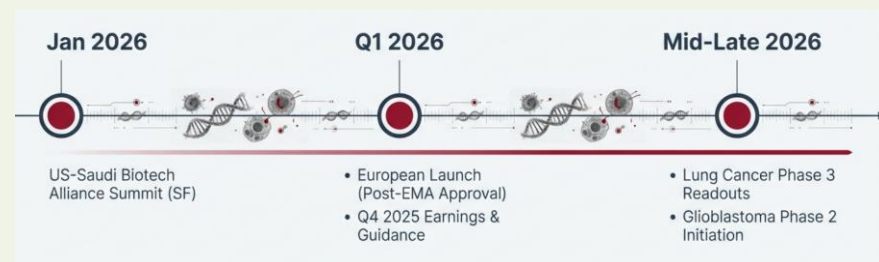 Jan 2026
Q1 2026
Mid-Late 2026
US-Saudi Biotech
Alliance Summit (SF)
• European Launch
(Post-EMA Approval)
• Q4 2025 Earnings &
Guidance
• Lung Cancer Phase 3
Readouts
• Glioblastoma Phase 2
Initiation